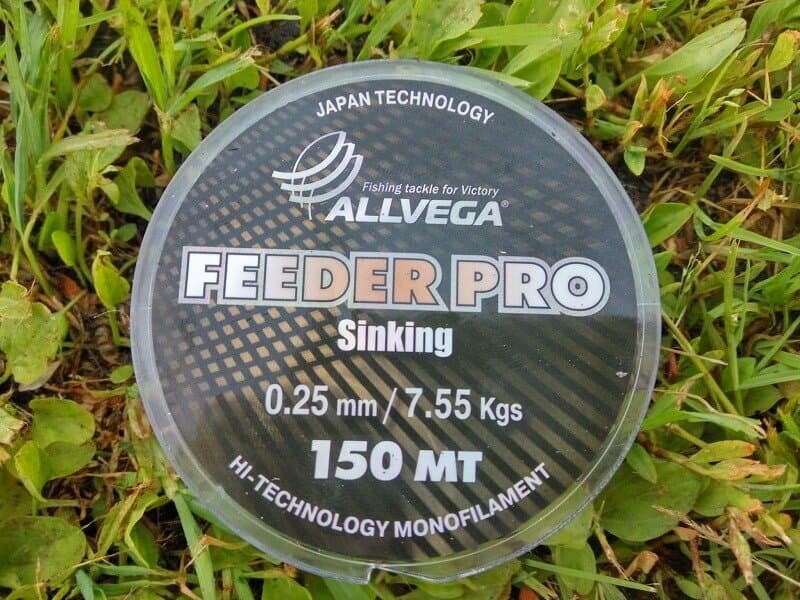 JAPAN TECHNOLOGY
Fishing tackle for Victory
ALLVEGA®
FEEDER PRO
Sinking
0.25 mm / 7.55 Kgs
150 MT
HI-TECHNOLOGY MONOFILAMENT